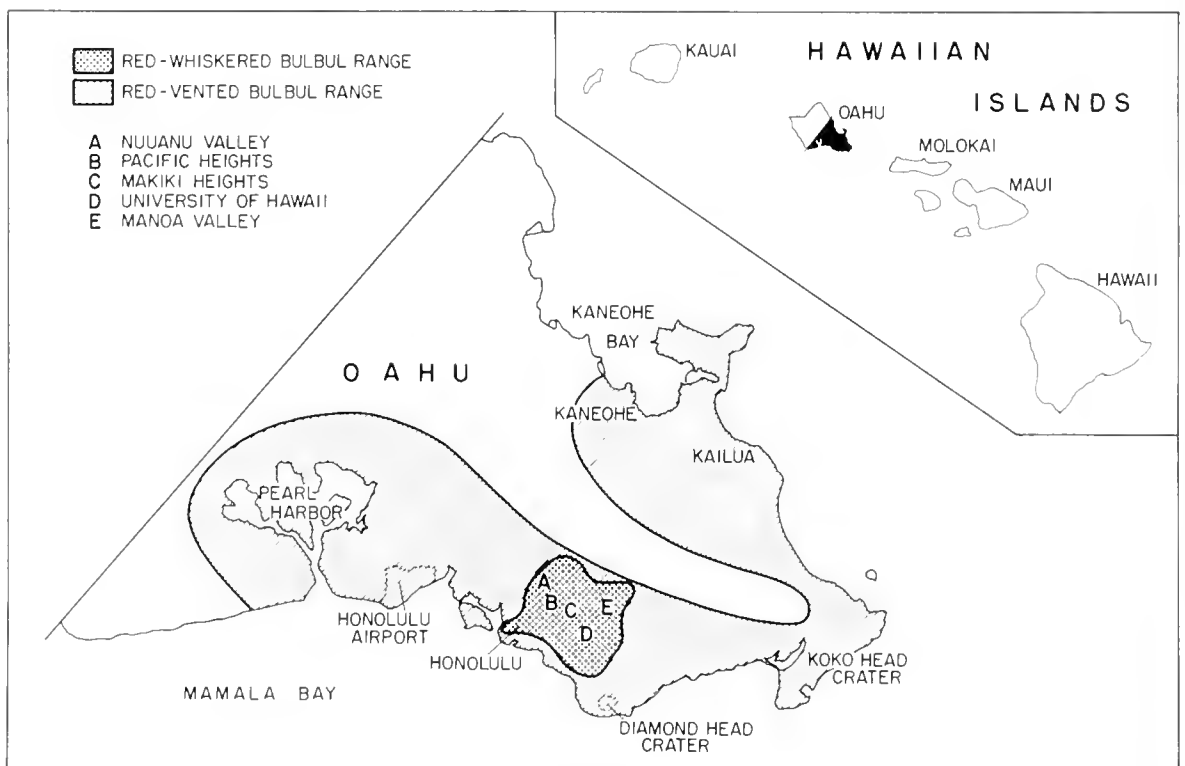 RED-WHISKERED BULBUL RANGE
RED-VENTED BULBUL RANGE
A NUUANU VALLEY
B PACIFIC HEIGHTS
C MAKIKI HEIGHTS
D UNIVERSITY OF HAWAII
E MANOA VALLEY
HAWAIIAN
ISLANDS
KAUAI
OAHU
MOLOKAI
MAUI
HAWAII
KANEOHE
BAY
OAHU
KANEOHE
KAILUA
PEARL
HARBOR
A
B
C
E
D
HONOLULU
AIRPORT
HONOLULU
KOKO HEAD
CRATER
MAMALA BAY
DIAMOND HEAD
CRATER